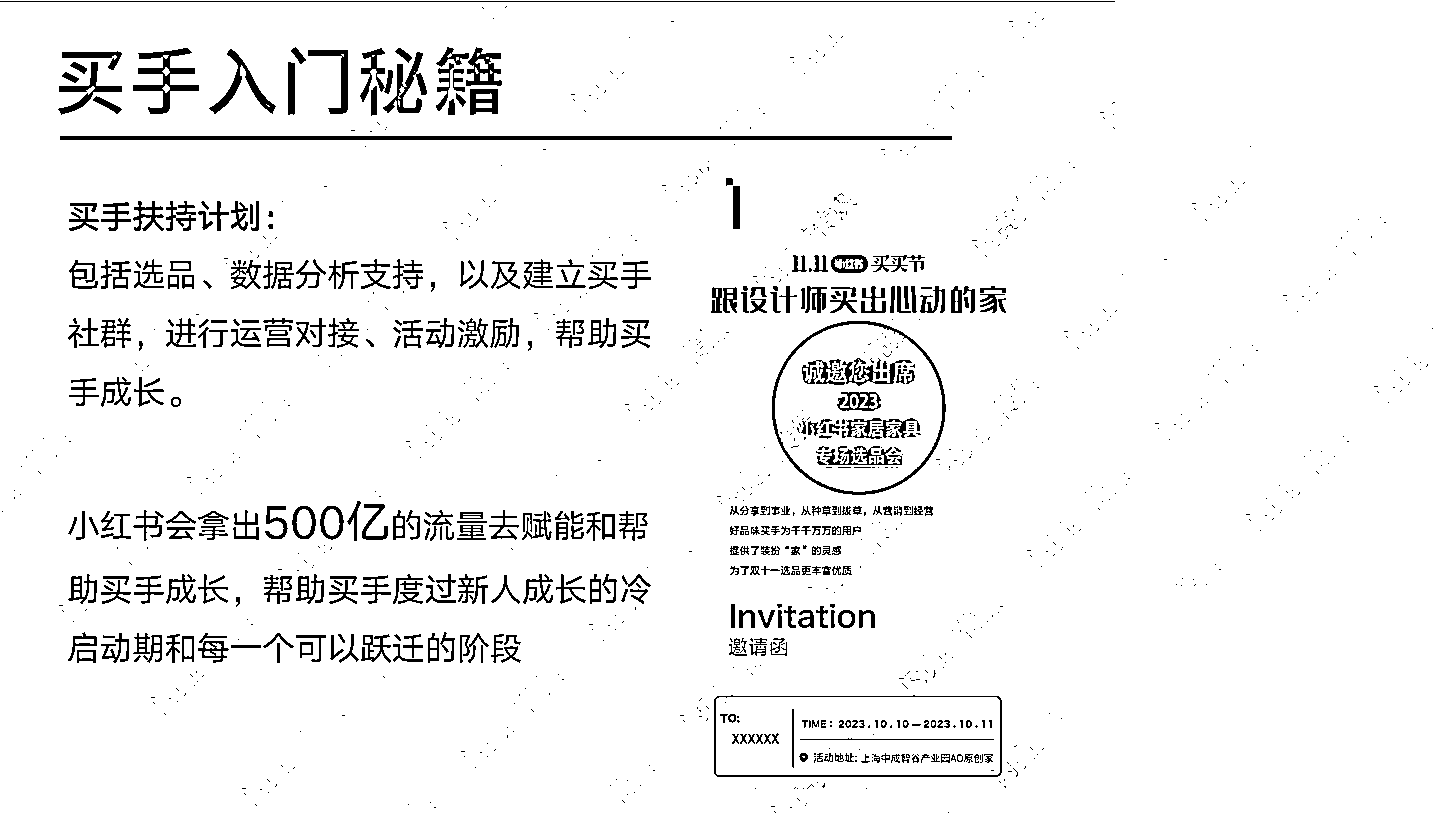 买手入门秘籍
买手扶持计划：
包括选品、数据分析支持，以及建立买手
社群，进行运营对接、活动激励，帮助买
手成长。
小红书会拿出500亿的流量去赋能和帮
助买手成长，帮助买手度过新人成长的冷
启动期和每一个可以跃迁的阶段
1
11.11 买买节
跟设计师买出心动的家
诚邀您出席
2023
小红书家居家具
专场选品会
从分享到事业，从种草到拔草，从营销到经营
好品味买手为千千万万的用户
提供了装扮“家”的灵感
为了双十一选品更丰富优质
Invitation
邀请函
TO:
XXXXXX
TIME: 2023.10.10—2023.10.11
活动地址: 上海中成智谷产业园AO原创家